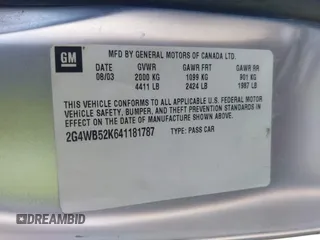 GM
MFD BY GENERAL MOTORS OF CANADA LTD.
DATE GVWR GAWR FRT GAWR RR
08/03 2000 KG 1099 KG 901 KG
4411 LB 2424 LB 1987 LB
THIS VEHICLE CONFORMS TO ALL APPLICABLE U.S. FEDERAL MOTOR
VEHICLE SAFETY, BUMPER, AND THEFT PREVENTION STANDARDS IN
EFFECT ON THE DATE OF MANUFACTURE SHOWN ABOVE.
2G4WB52K641181787 TYPE: PASS CAR
DREAMBID